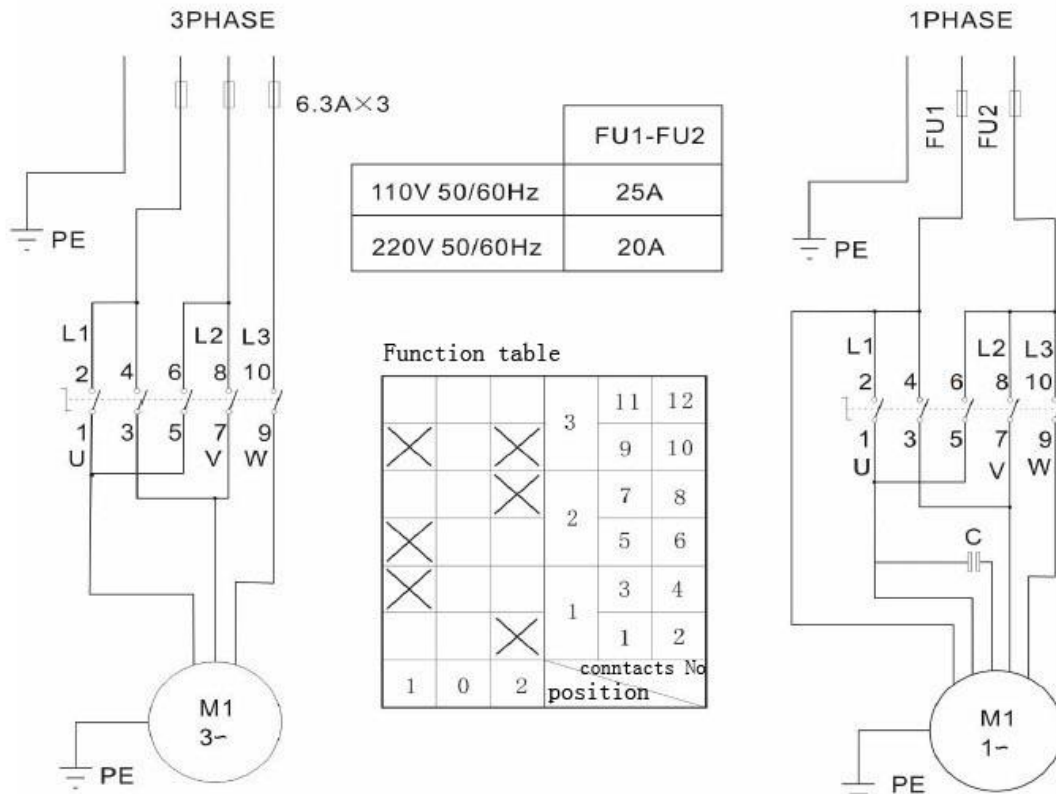 3PHASE
6.3A×3
PE
L1 L2 L3
2 4 6 8 10
1 3 5 7 9
U V W
M1
3~
PE
FU1-FU2
110V 50/60Hz 25A
220V 50/60Hz 20A
Function table
3 11 12
9 10
2 7 8
5 6
1 3 4
1 2
conntacts No
1 0 2 position
1PHASE
FU1 FU2
PE
L1 L2 L3
2 4 6 8 10
1 3 5 7 9
U V W
C
M1
1~
PE